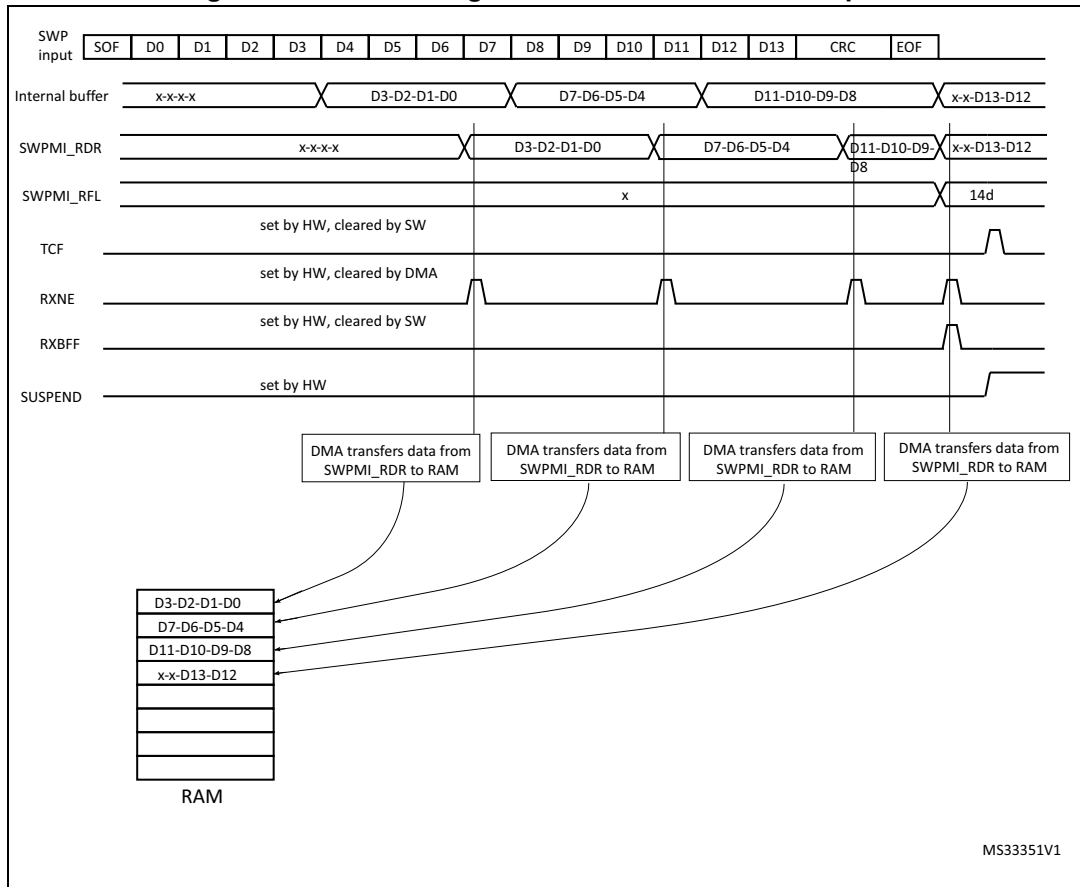 SWP
input
SOF D0 D1 D2 D3 D4 D5 D6 D7 D8 D9 D10 D11 D12 D13 CRC EOF
Internal buffer x-x-x-x D3-D2-D1-D0 D7-D6-D5-D4 D11-D10-D9-D8 x-x-D13-D12
SWPMI_RDR x-x-x-x D3-D2-D1-D0 D7-D6-D5-D4 D11-D10-D9- x-x-D13-D12
D8
SWPMI_RFL x 14d
set by HW, cleared by SW
TCF
set by HW, cleared by DMA
RXNE
set by HW, cleared by SW
RXBFF
set by HW
SUSPEND
DMA transfers data from
SWPMI_RDR to RAM
DMA transfers data from
SWPMI_RDR to RAM
DMA transfers data from
SWPMI_RDR to RAM
DMA transfers data from
SWPMI_RDR to RAM
D3-D2-D1-D0
D7-D6-D5-D4
D11-D10-D9-D8
x-x-D13-D12
RAM
MS33351V1